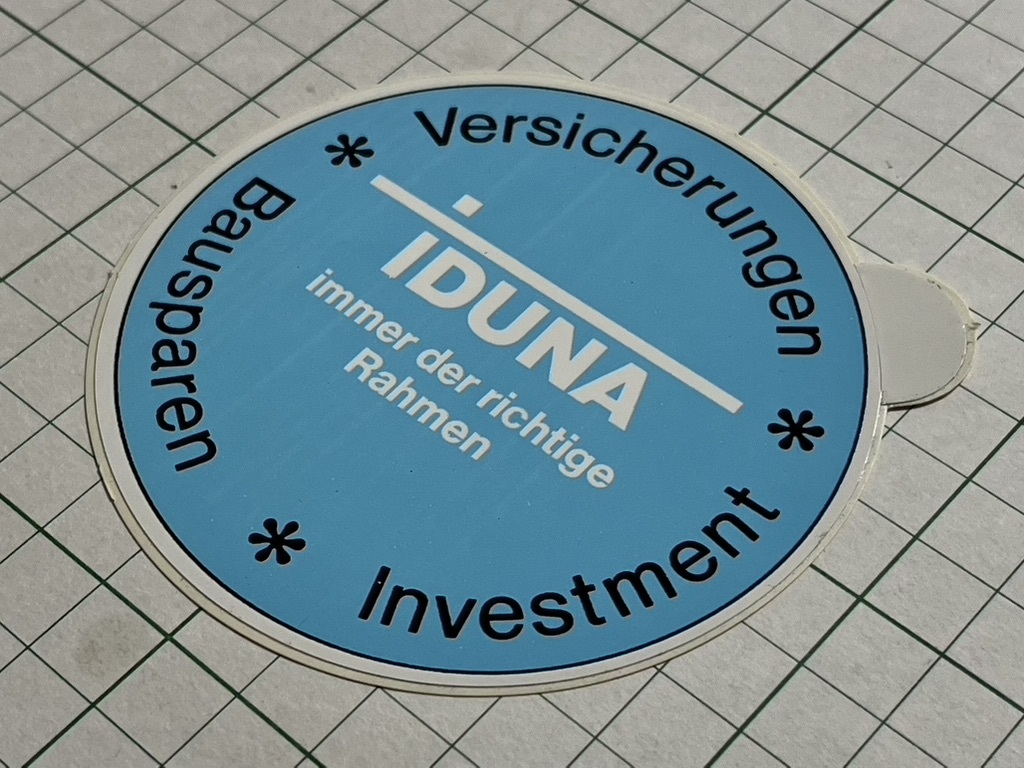 Versicherungen * Investment * Bausparen *
IDUNA
immer der richtige
Rahmen